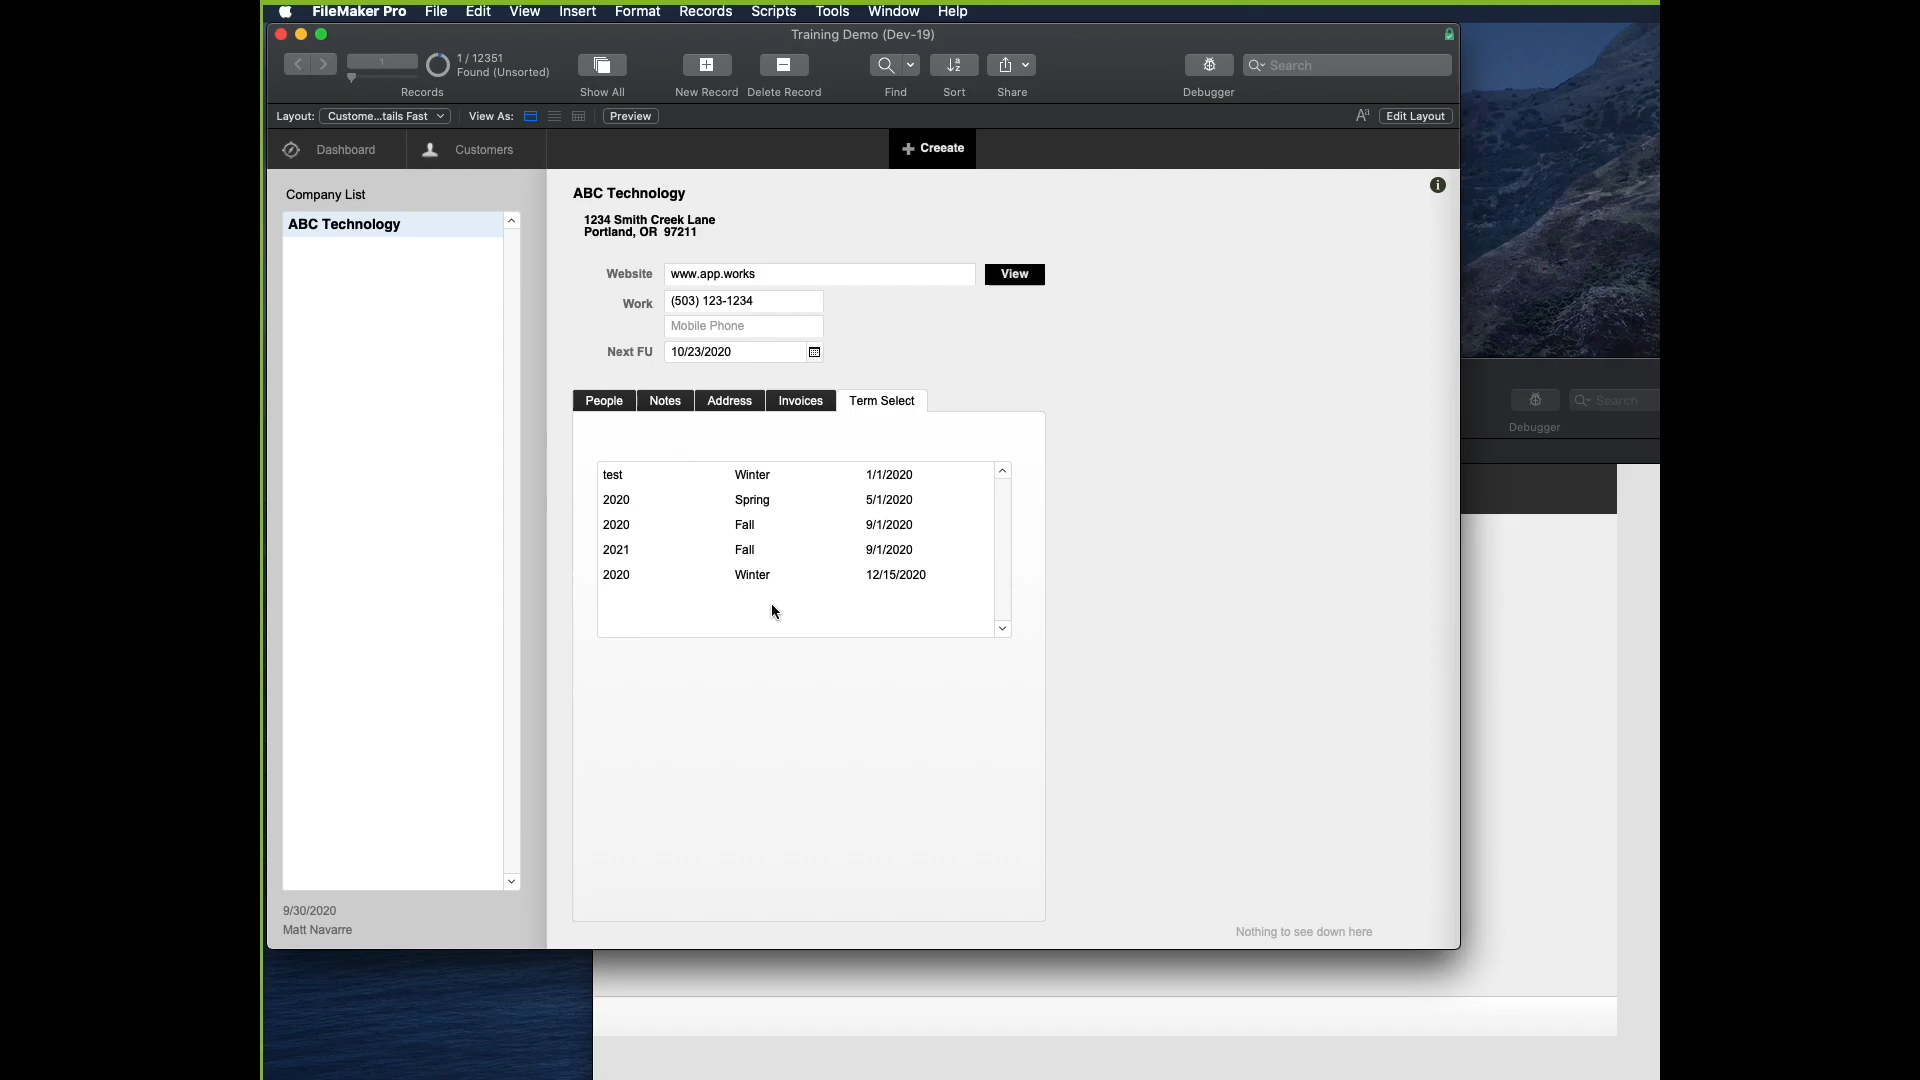 FileMaker Pro File Edit View Insert Format Records Scripts Tools Window Help
Training Demo (Dev-19)
1
1 / 12351
Found (Unsorted)
Search
Records Show All New Record Delete Record Find Sort Share Debugger
Layout: Custome...tails Fast View As: Preview Aa Edit Layout
Dashboard Customers + Creeate
Company List
ABC Technology
ABC Technology
1234 Smith Creek Lane
Portland, OR 97211
Website www.app.works View
Work (503) 123-1234
Mobile Phone
Next FU 10/23/2020
People Notes Address Invoices Term Select
test Winter 1/1/2020
2020 Spring 5/1/2020
2020 Fall 9/1/2020
2021 Fall 9/1/2020
2020 Winter 12/15/2020
9/30/2020
Matt Navarre
Nothing to see down here
Search
Debugger